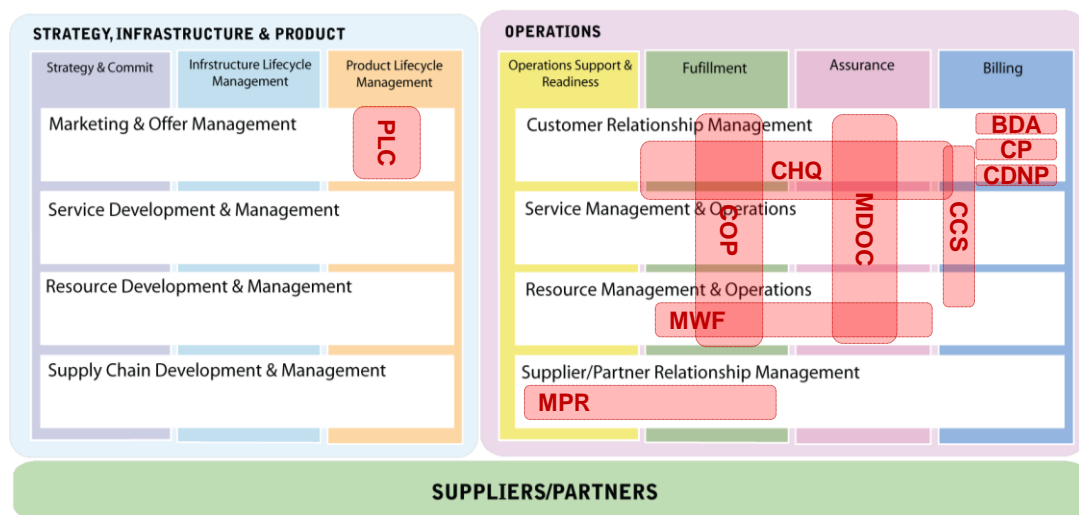 STRATEGY, INFRASTRUCTURE & PRODUCT
Strategy & Commit
Infrstructure Lifecycle
Management
Product Lifecycle
Management
Marketing & Offer Management
PLC
Service Development & Management
Resource Development & Management
Supply Chain Development & Management
OPERATIONS
Operations Support &
Readiness
Fufillment
Assurance
Billing
Customer Relationship Management
BDA
CP
CDNP
CHQ
Service Management & Operations
COP
MDOC
CCS
Resource Management & Operations
MWF
Supplier/Partner Relationship Management
MPR
SUPPLIERS/PARTNERS